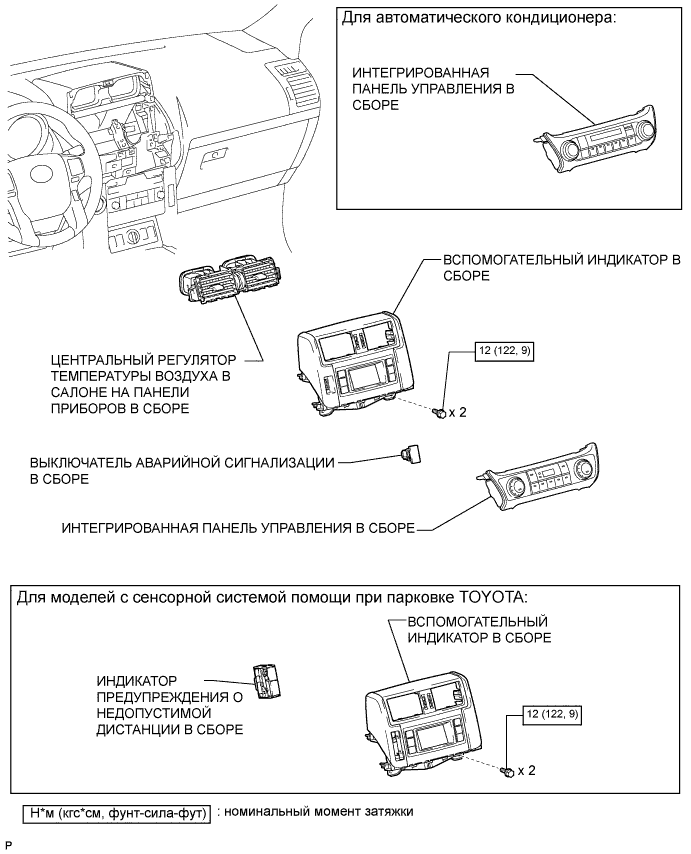 Для автоматического кондиционера:
ИНТЕГРИРОВАННАЯ
ПАНЕЛЬ УПРАВЛЕНИЯ В
СБОРЕ
ВСПОМОГАТЕЛЬНЫЙ ИНДИКАТОР В
СБОРЕ
12 (122, 9)
x 2
ЦЕНТРАЛЬНЫЙ РЕГУЛЯТОР
ТЕМПЕРАТУРЫ ВОЗДУХА В
САЛОНЕ НА ПАНЕЛИ
ПРИБОРОВ В СБОРЕ
ВЫКЛЮЧАТЕЛЬ АВАРИЙНОЙ СИГНАЛИЗАЦИИ
В СБОРЕ
ИНТЕГРИРОВАННАЯ ПАНЕЛЬ УПРАВЛЕНИЯ В СБОРЕ
Для моделей с сенсорной системой помощи при парковке TOYOTA:
ВСПОМОГАТЕЛЬНЫЙ
ИНДИКАТОР В СБОРЕ
ИНДИКАТОР
ПРЕДУПРЕЖДЕНИЯ О
НЕДОПУСТИМОЙ
ДИСТАНЦИИ В СБОРЕ
12 (122, 9)
x 2
Н*м (кгс*см, фунт-сила-фут) : номинальный момент затяжки
P